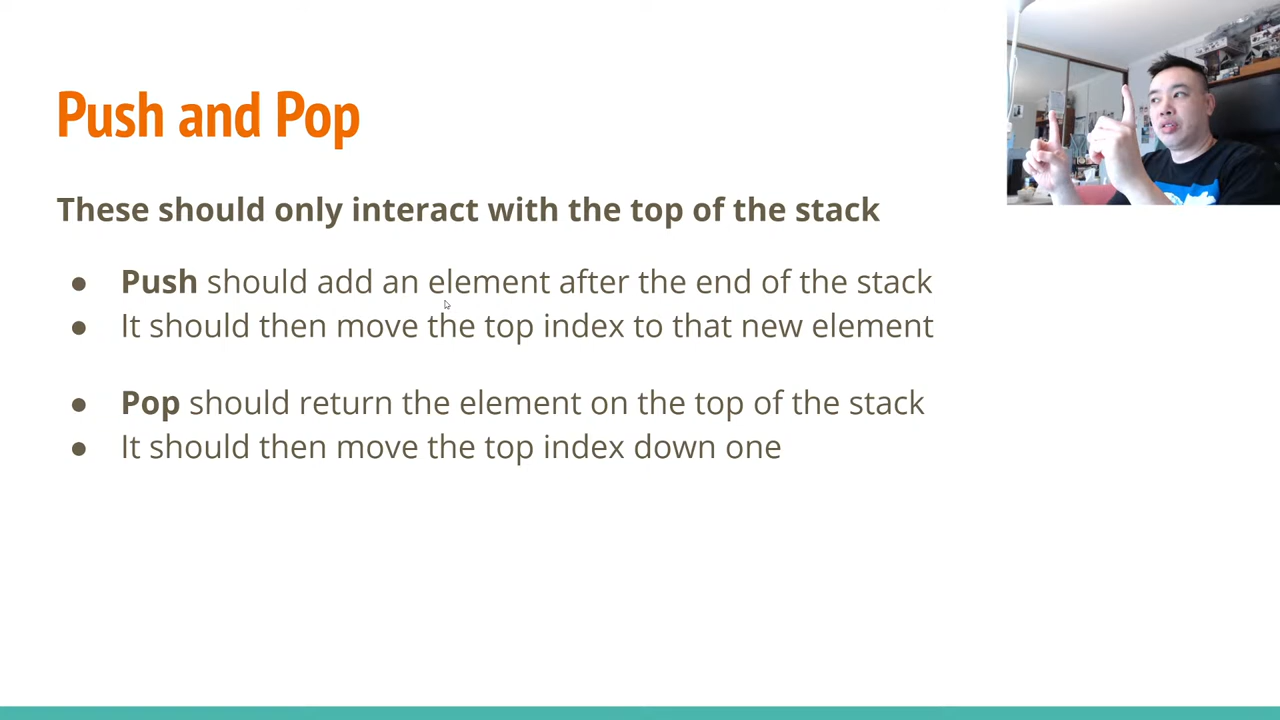 Push and Pop
These should only interact with the top of the stack
● Push should add an element after the end of the stack
● It should then move the top index to that new element
● Pop should return the element on the top of the stack
● It should then move the top index down one